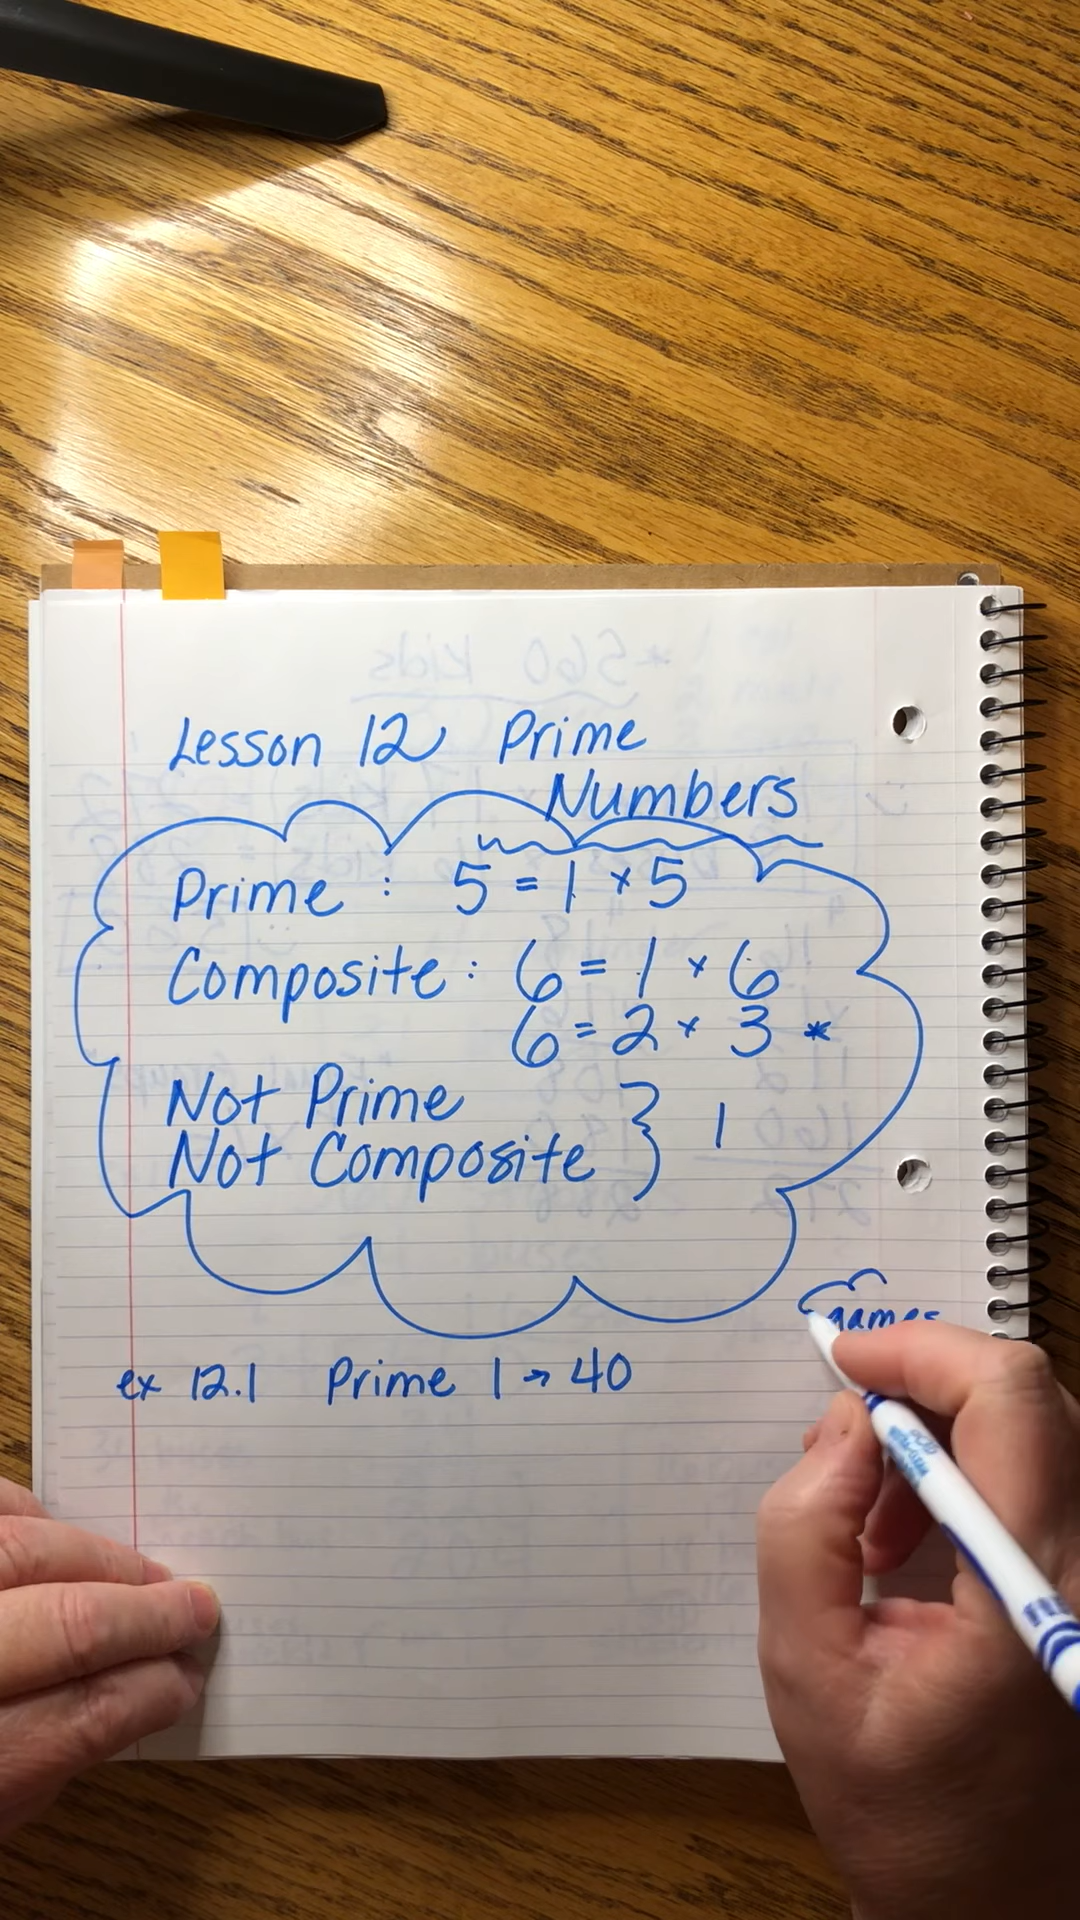 Lesson 12 Prime
Numbers
Prime : 5 = 1 × 5
Composite : 6 = 1 × 6
6 = 2 × 3 *
Not Prime
Not Composite } 1
games
ex 12.1 Prime 1 → 40